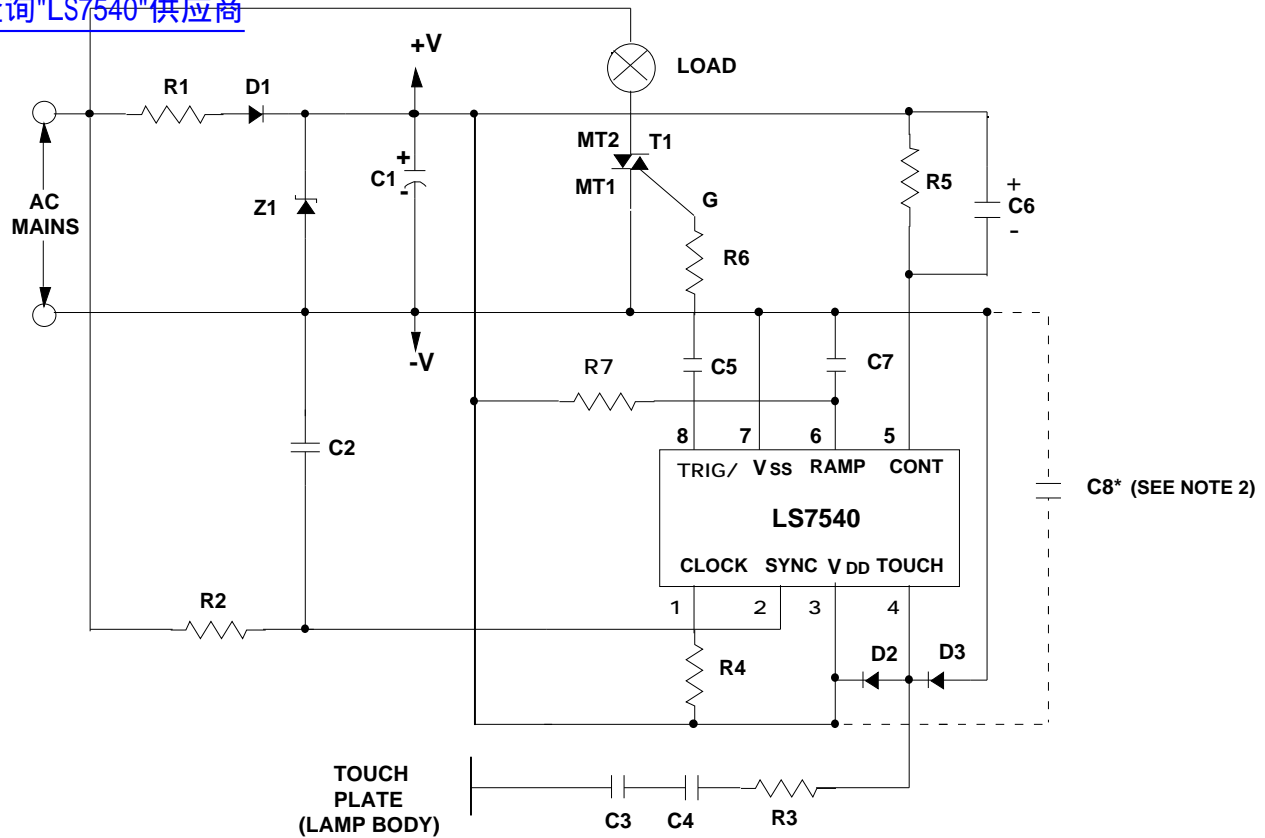 查询"LS7540"供应商
+V
LOAD
R1
D1
MT2
T1
MT1
C1
+
-
G
R5
+
C6
-
AC
MAINS
Z1
R6
-V
R7
C5
C7
C2
8
7
6
5
TRIG/
VSS
RAMP
CONT
C8* (SEE NOTE 2)
LS7540
CLOCK
SYNC
VDD
TOUCH
R2
1
2
3
4
R4
D2
D3
TOUCH
PLATE
(LAMP BODY)
C3
C4
R3